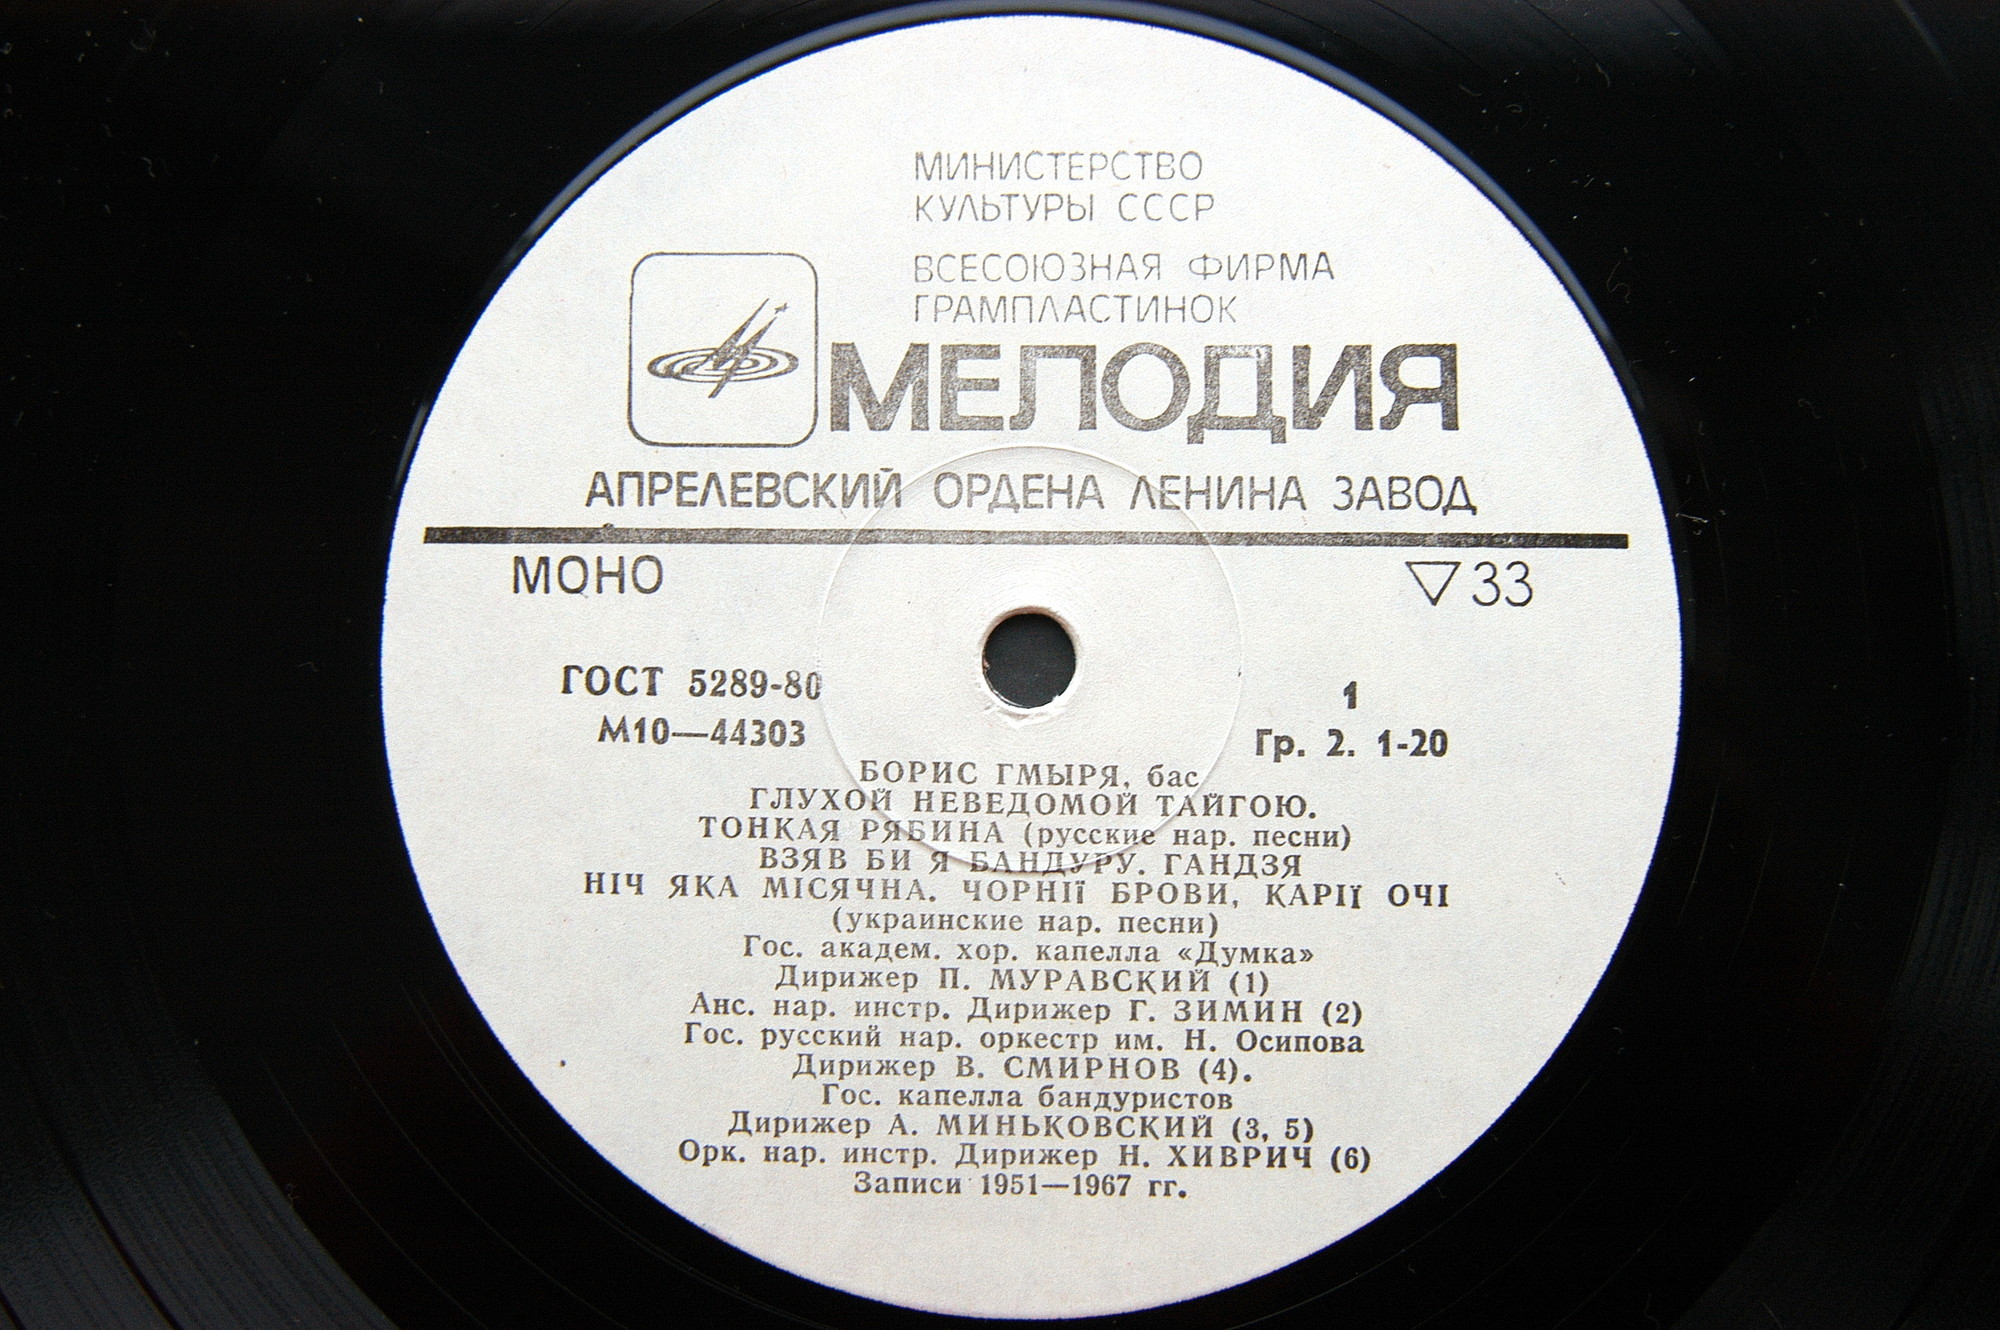 МИНИСТЕРСТВО
КУЛЬТУРЫ СССР
ВСЕСОЮЗНАЯ ФИРМА
ГРАМПЛАСТИНОК
МЕЛОДИЯ
АПРЕЛЕВСКИЙ ОРДЕНА ЛЕНИНА ЗАВОД
МОНО ▽33
ГОСТ 5289-80 1
М10—44303 Гр. 2. 1-20
БОРИС ГМЫРЯ, бас
ГЛУХОЙ НЕВЕДОМОЙ ТАЙГОЮ.
ТОНКАЯ РЯБИНА (русские нар. песни)
ВЗЯВ БИ Я БАНДУРУ. ГАНДЗЯ
НІЧ ЯКА МІСЯЧНА. ЧОРНІЇ БРОВИ, КАРІЇ ОЧІ
(украинские нар. песни)
Гос. академ. хор. капелла «Думка»
Дирижер П. МУРАВСКИЙ (1)
Анс. нар. инстр. Дирижер Г. ЗИМИН (2)
Гос. русский нар. оркестр им. Н. Осипова
Дирижер В. СМИРНОВ (4).
Гос. капелла бандуристов
Дирижер А. МИНЬКОВСКИЙ (3, 5)
Орк. нар. инстр. Дирижер Н. ХИВРИЧ (6)
Записи 1951—1967 гг.